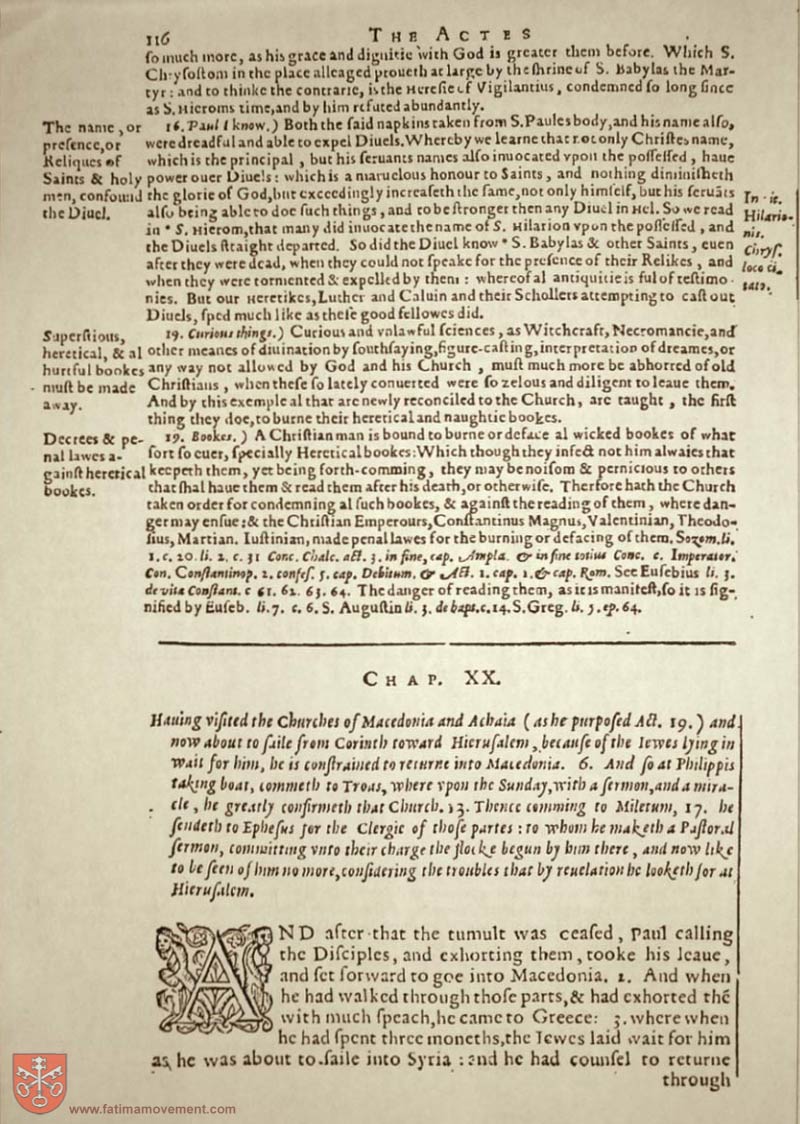 116
THE ACTES
ſo much more, as his grace and dignitie with God is greater them before. Which S.
Chryſoſtom in the place alleaged proueth at large by the ſhrine of S. Babylas the Mar-
tyr: and to thinke the contrarie, is the Hereſie of Vigilantius, condemned ſo long ſince
as S. Hieroms time, and by him refuted abundantly.
The name, or
preſence, or
Reliques of
Saints & holy
men, confound
the Diuel.
16. Paul I know.) Both the ſaid napkins taken from S. Paules body, and his name alſo,
were dreadful and able to expel Diuels. Whereby we learne that not only Chriſtes name,
which is the principal, but his ſeruants names alſo inuocated vpon the poſſeſſed, haue
power ouer Diuels: which is a maruelous honour to Saints, and nothing diminiſheth
the glorie of God, but exceedingly increaſeth the ſame, not only himſelf, but his ſeruāts
alſo being able to doe ſuch things, and to be ſtronger then any Diuel in Hel. So we read
in * S. Hierom, that many did inuocate the name of S. Hilarion vpon the poſſeſſed, and
the Diuels ſtraight departed. So did the Diuel know * S. Babylas & other Saints, euen
after they were dead, when they could not ſpeake for the preſence of their Relikes, and
when they were tormented & expelled by them: whereof al antiquitie is ful of teſtimo-
nies. But our Heretikes, Luther and Caluin and their Schollers attempting to caſt out
Diuels, ſped much like as theſe good fellowes did.
Hilario-
nis.
Chryſ.
loco ci-
tato.
Superſtious,
heretical, & al
hurtful bookes
muſt be made
away.
19. Curious things.) Curious and vnlawful ſciences, as Witchcraft, Necromancie, and
other meanes of diuination by ſouthſaying, figure-caſting, interpretation of dreames, or
any way not allowed by God and his Church, muſt much more be abhorred of old
Chriſtians, when theſe ſo lately conuerted were ſo zelous and diligent to leaue them.
And by this exemple al that are newly reconciled to the Church, are taught, the firſt
thing they doe, to burne their heretical and naughtie bookes.
Decrees & pe-
nal lawes a-
gainſt heretical
bookes.
19. Bookes.) A Chriſtian man is bound to burne or deface al wicked bookes of what
ſort ſo euer, ſpecially Heretical bookes: Which though they infect not him alwaies that
keepeth them, yet being forth-comming, they may be noiſom & pernicious to others
that ſhal haue them & read them after his death, or otherwiſe. Therfore hath the Church
taken order for condemning al ſuch bookes, & againſt the reading of them, where dan-
ger may enſue: & the Chriſtian Emperours, Conſtantinus Magnus, Valentinian, Theodo-
ſius, Martian. Iuſtinian, made penal lawes for the burning or defacing of them. Sozom. li.
1. c. 20. li. 2. c. 31 Conc. Chalc. act. 3. in fine, cap. Ampla. & in fine totius Conc. c. Imperator.
Con. Conſtantinop. 2. confeſ. 5. cap. Debitum. & Act. 1. cap. 1. & cap. Rom. See Euſebius li. 3.
de vita Conſtant. c 61. 62. 63. 64. The danger of reading them, as it is manifeſt, ſo it is ſig-
nified by Euſeb. li. 7. c. 6. S. Auguſtin li. 3. de bapt. c. 14. S. Greg. li. 5. ep. 64.
CHAP. XX.
Hauing viſited the Churches of Macedonia and Achaia (as he purpoſed Act. 19.) and
now about to ſaile from Corinth toward Hieruſalem, becauſe of the Iewes lying in
wait for him, he is conſtrained to returne into Macedonia. 6. And ſo at Philippis
taking boat, commeth to Troas, where vpon the Sunday, with a ſermon, and a mira-
cle, he greatly confirmeth that Church. 13. Thence comming to Miletum, 17. he
ſendeth to Epheſus for the Clergie of thoſe partes: to whom he maketh a Paſtoral
ſermon, committing vnto their charge the flocke begun by him there, and now like
to be ſeen of him no more, conſidering the troubles that by reuelation he looketh for at
Hieruſalem.
AND after that the tumult was ceaſed, Paul calling
the Diſciples, and exhorting them, tooke his leaue,
and ſet forward to goe into Macedonia. 2. And when
he had walked through thoſe parts, & had exhorted thē
with much ſpeach, he came to Greece: 3. where when
he had ſpent three moneths, the Iewes laid wait for him
as he was about to ſaile into Syria: and he had counſel to returne
through
www.fatimamovement.com